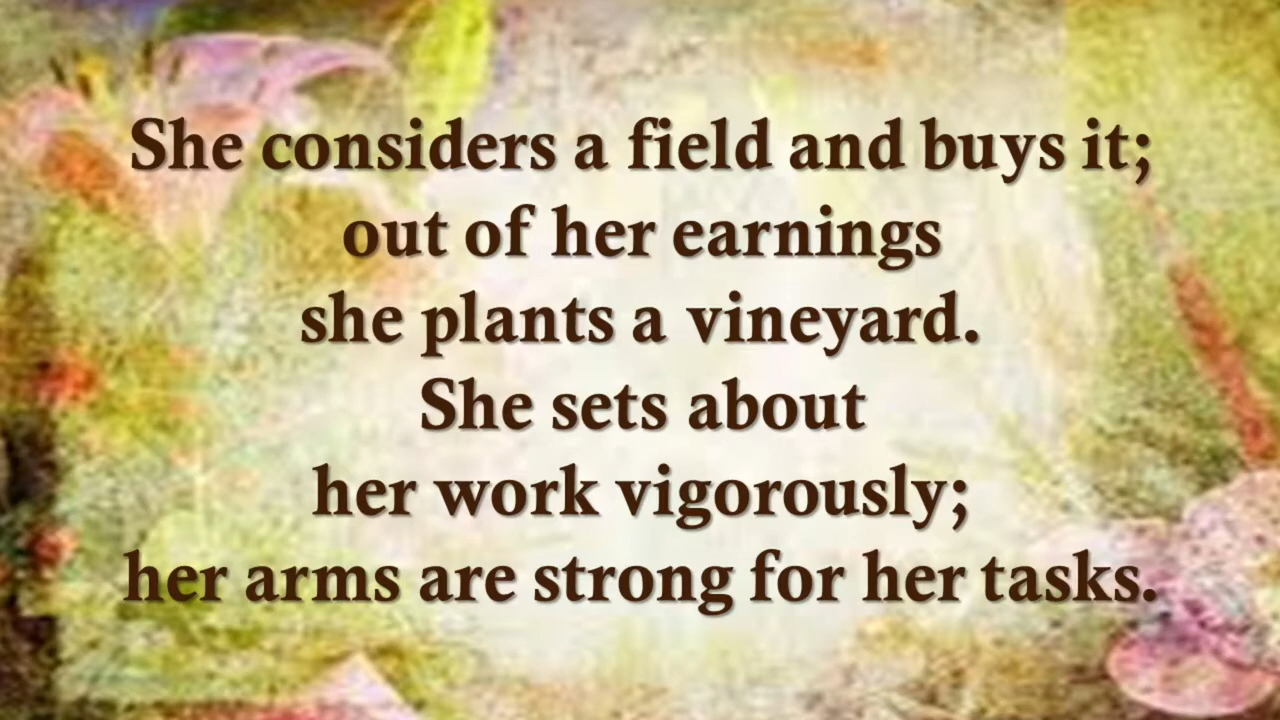 She considers a field and buys it;
out of her earnings
she plants a vineyard.
She sets about
her work vigorously;
her arms are strong for her tasks.